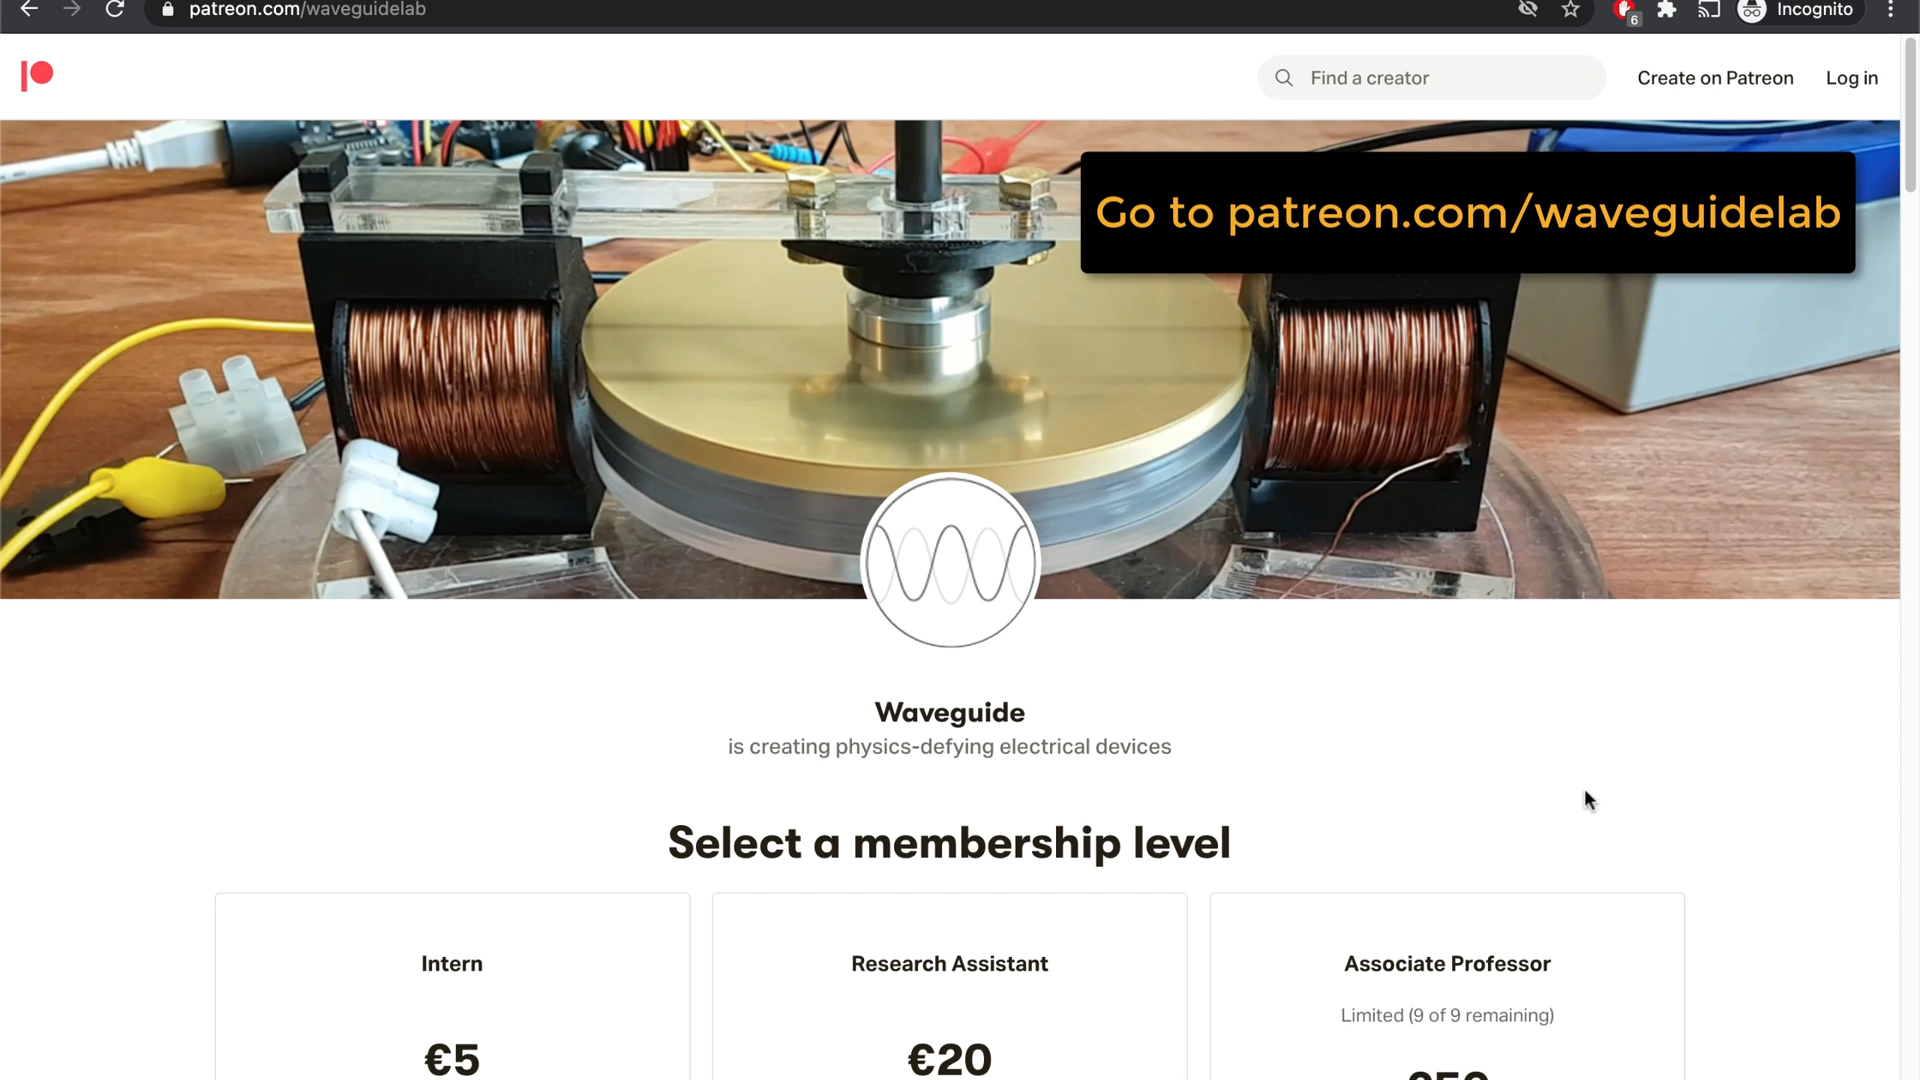 patreon.com/waveguidelab
6
Incognito
Find a creator
Create on Patreon
Log in
Go to patreon.com/waveguidelab
Waveguide
is creating physics-defying electrical devices
Select a membership level
Intern
Research Assistant
Associate Professor
Limited (9 of 9 remaining)
€5
€20